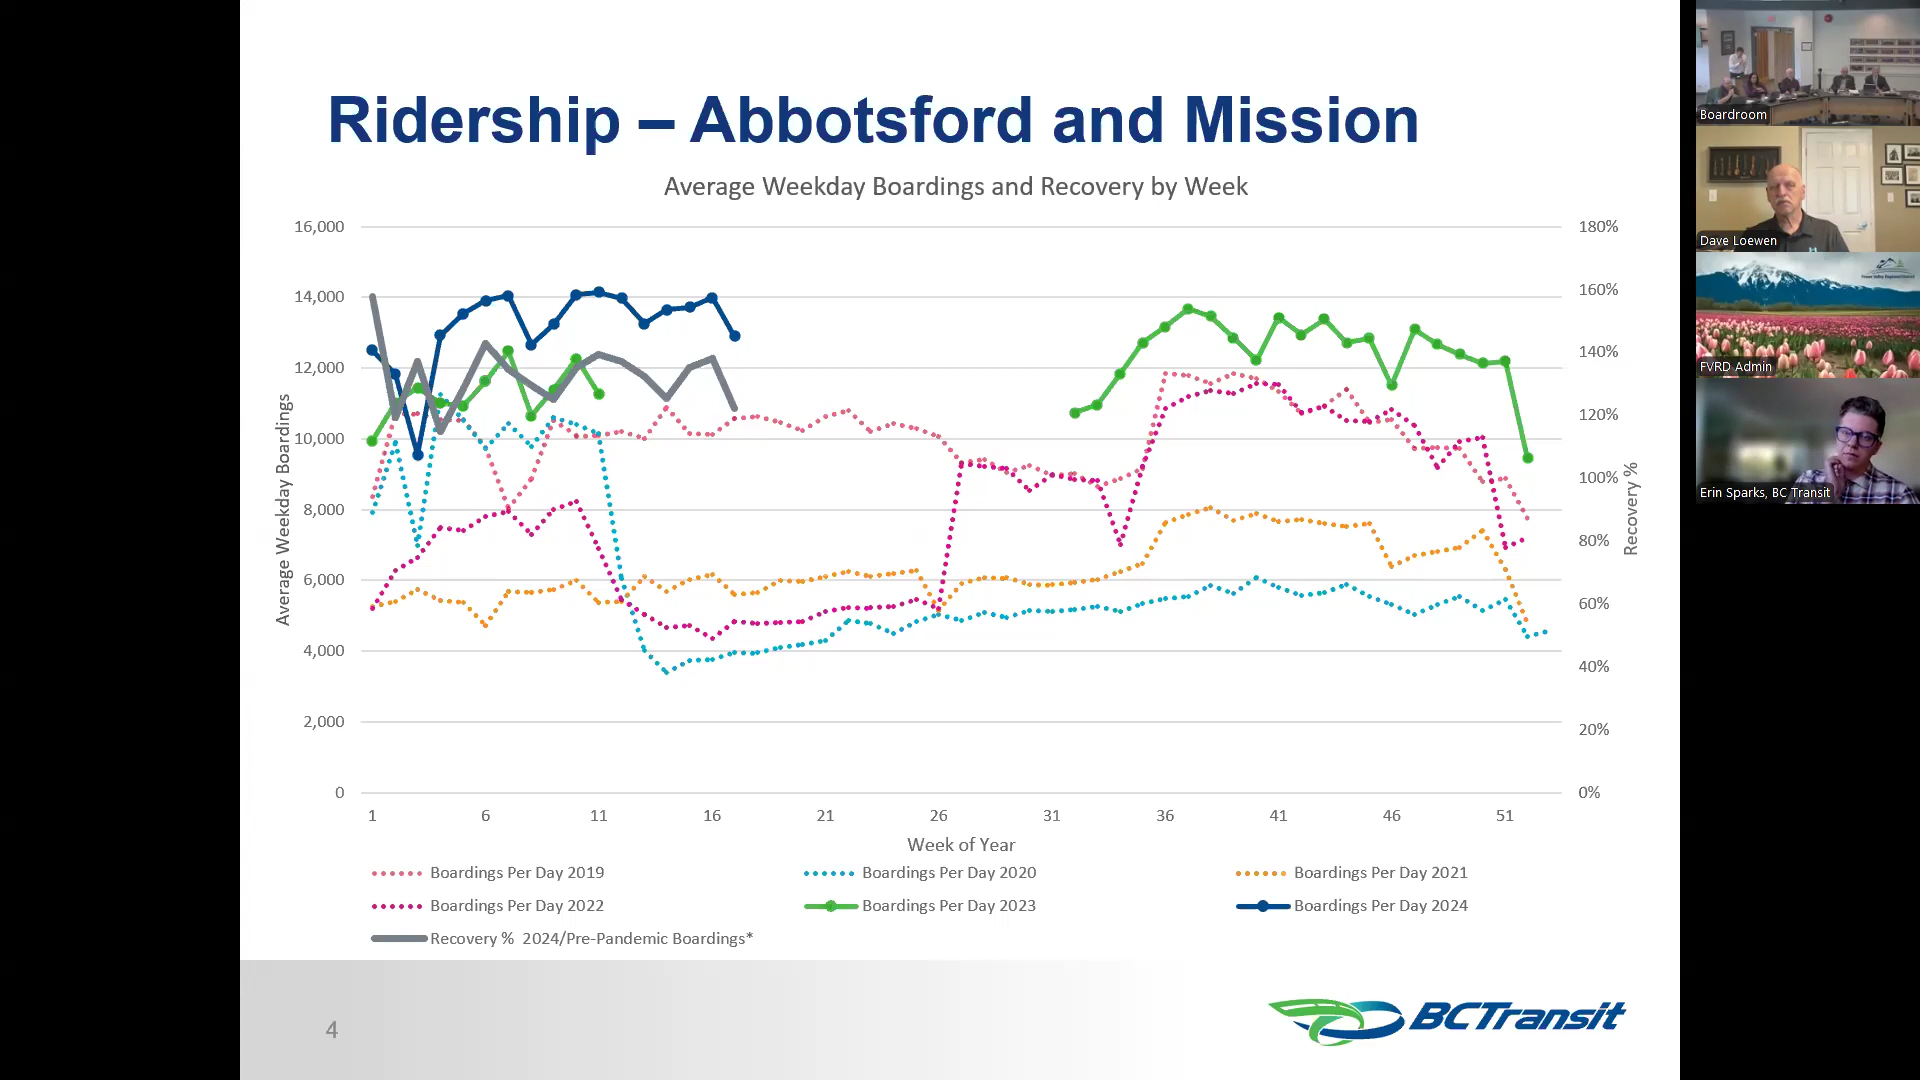 Ridership – Abbotsford and Mission
Average Weekday Boardings and Recovery by Week
16,000
14,000
12,000
10,000
8,000
6,000
4,000
2,000
0
Average Weekday Boardings
180%
160%
140%
120%
100%
80%
60%
40%
20%
0%
Recovery %
1 6 11 16 21 26 31 36 41 46 51
Week of Year
Boardings Per Day 2019 Boardings Per Day 2020 Boardings Per Day 2021
Boardings Per Day 2022 Boardings Per Day 2023 Boardings Per Day 2024
Recovery % 2024/Pre-Pandemic Boardings*
4
BCTransit
Boardroom
Dave Loewen
FVRD Admin
Erin Sparks, BC Transit